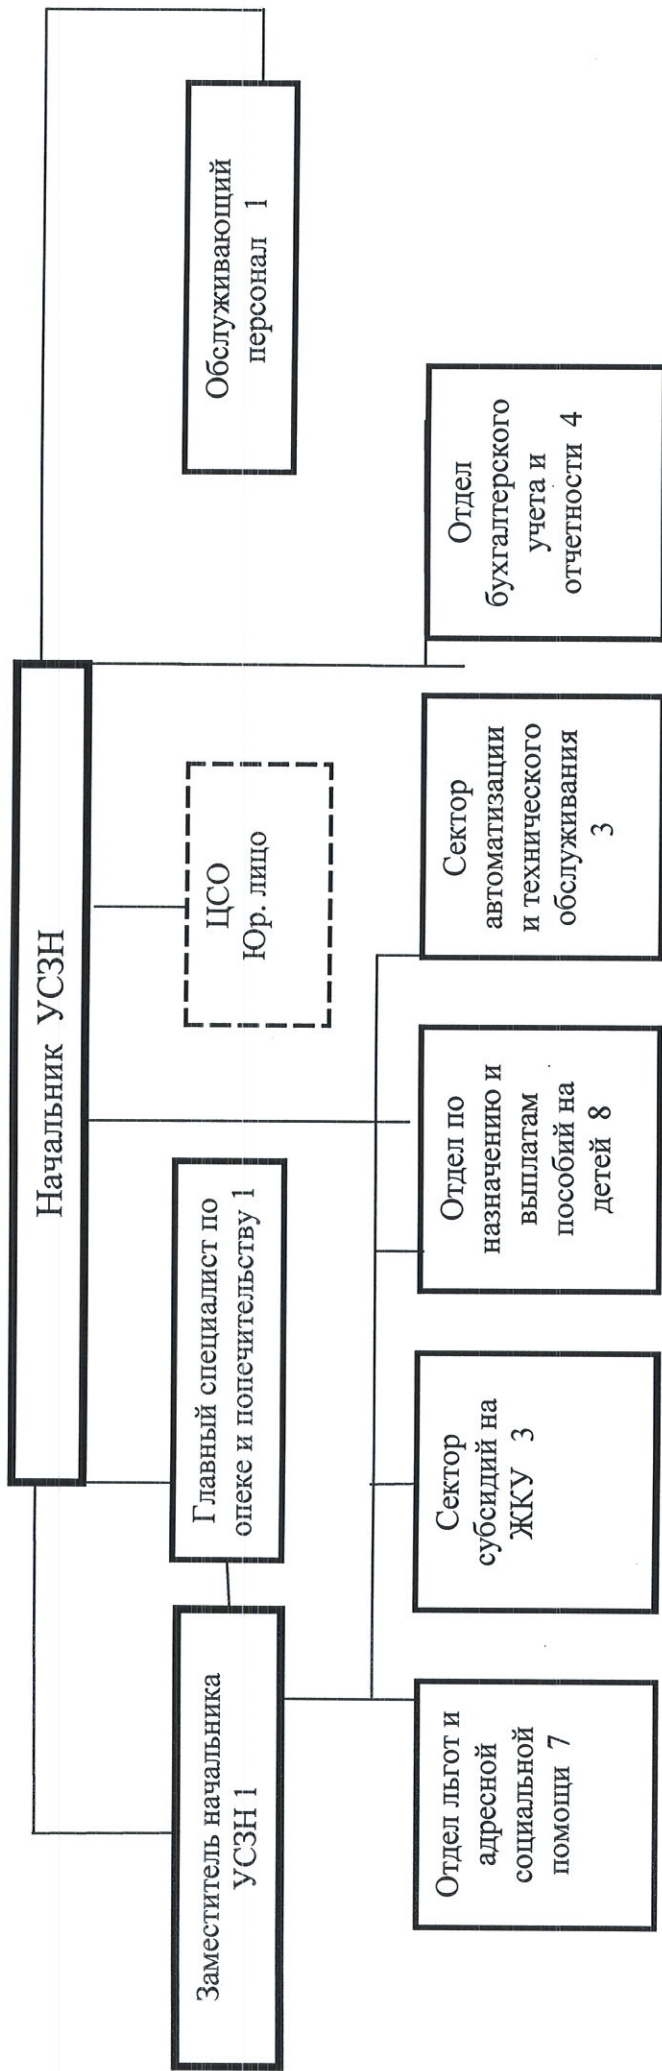 Начальник УСЗН
Заместитель начальника
УСЗН 1
Главный специалист по
опеке и попечительству 1
ЦСО
Юр. лицо
Обслуживающий
персонал 1
Отдел льгот и
адресной
социальной
помощи 7
Сектор
субсидий на
ЖКУ 3
Отдел по
назначению и
выплатам
пособий на
детей 8
Сектор
автоматизации
и технического
обслуживания
3
Отдел
бухгалтерского
учета и
отчетности 4